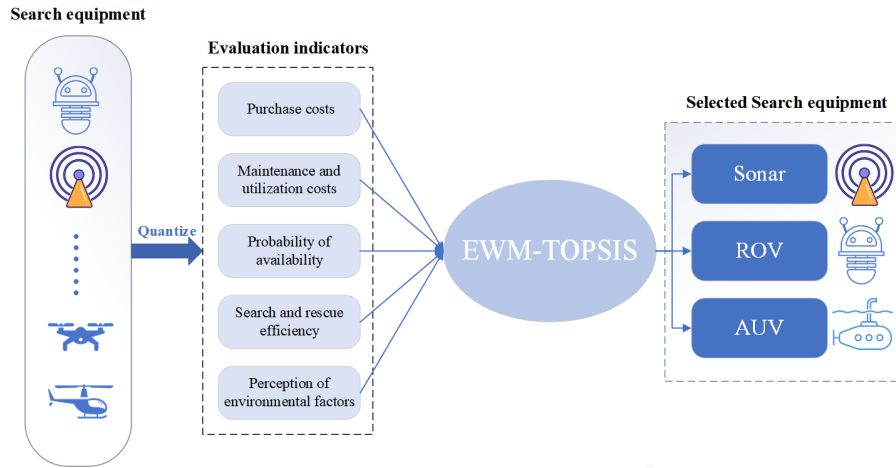 Search equipment
Quantize
Evaluation indicators
Purchase costs
Maintenance and
utilization costs
Probability of
availability
Search and rescue
efficiency
Perception of
environmental factors
EWM-TOPSIS
Selected Search equipment
Sonar
ROV
AUV